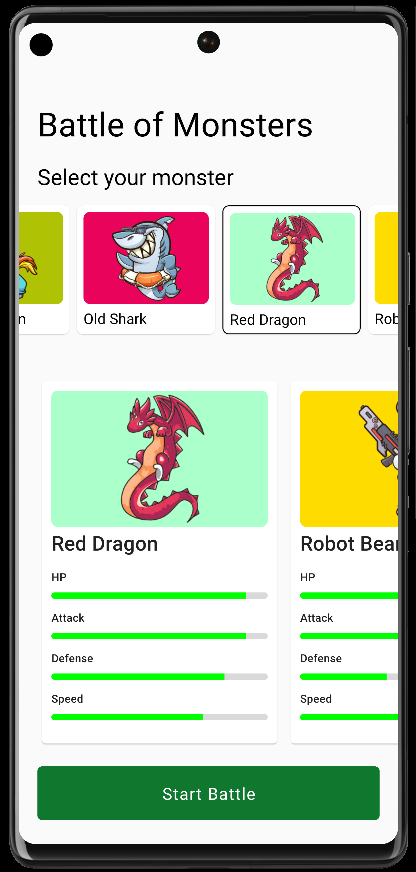 Battle of Monsters
Select your monster
n Old Shark Red Dragon Rob
Red Dragon Robot Bear
HP HP
Attack Attack
Defense Defense
Speed Speed
Start Battle